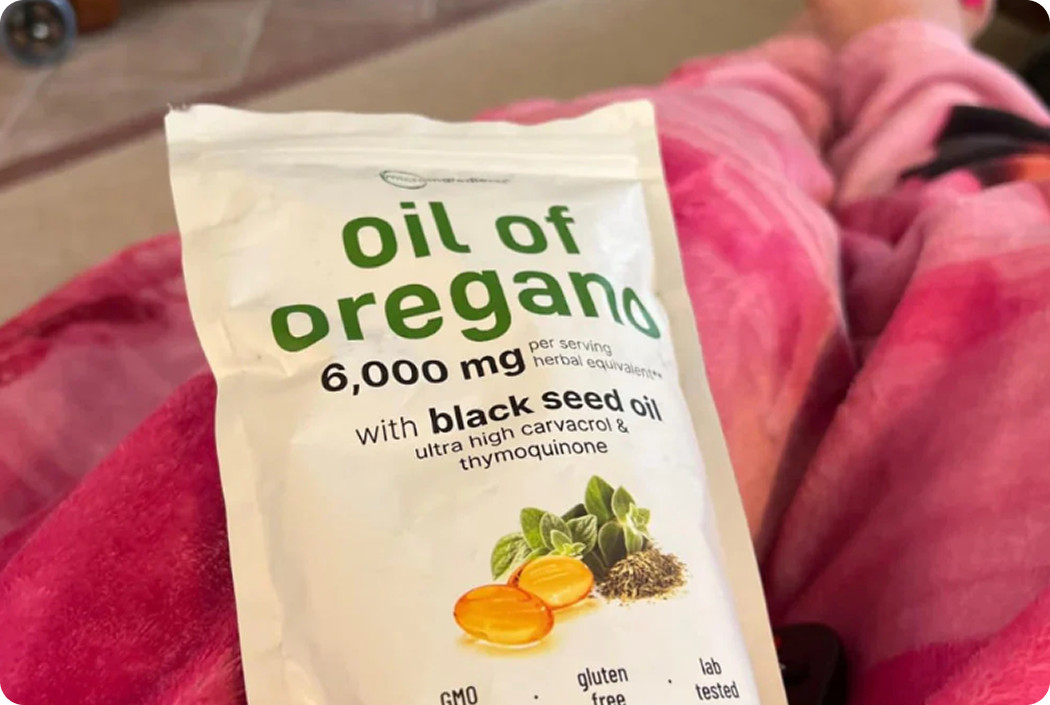 oil of
oregano
6,000 mg per serving
herbal equivalent**
with black seed oil
ultra high carvacrol &
thymoquinone
GMO · gluten free · lab tested